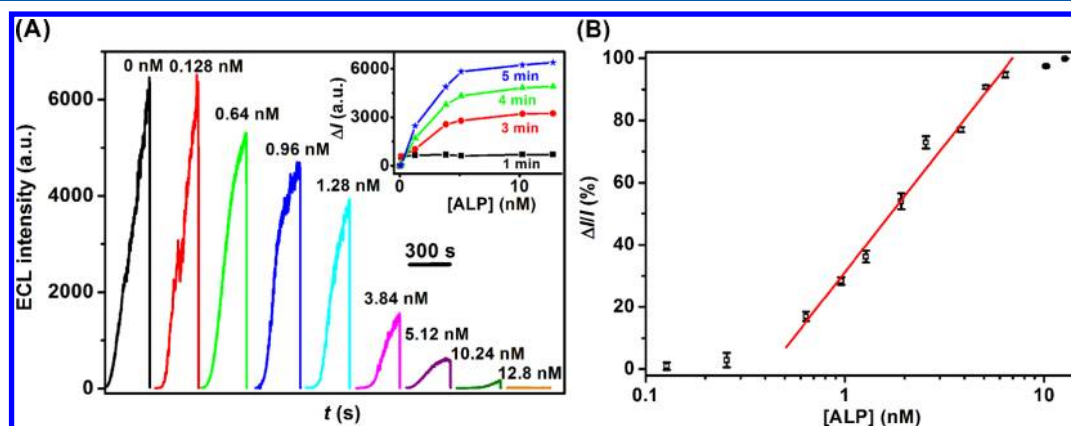 (A)
ECL intensity (a.u.)
6000
4000
2000
0
0 nM
0.128 nM
0.64 nM
0.96 nM
1.28 nM
3.84 nM
5.12 nM
10.24 nM
12.8 nM
300 s
t (s)
ΔI (a.u.)
6000
3000
0
5 min
4 min
3 min
1 min
0
10
[ALP] (nM)
(B)
ΔI/I (%)
100
80
60
40
20
0
0.1
1
10
[ALP] (nM)